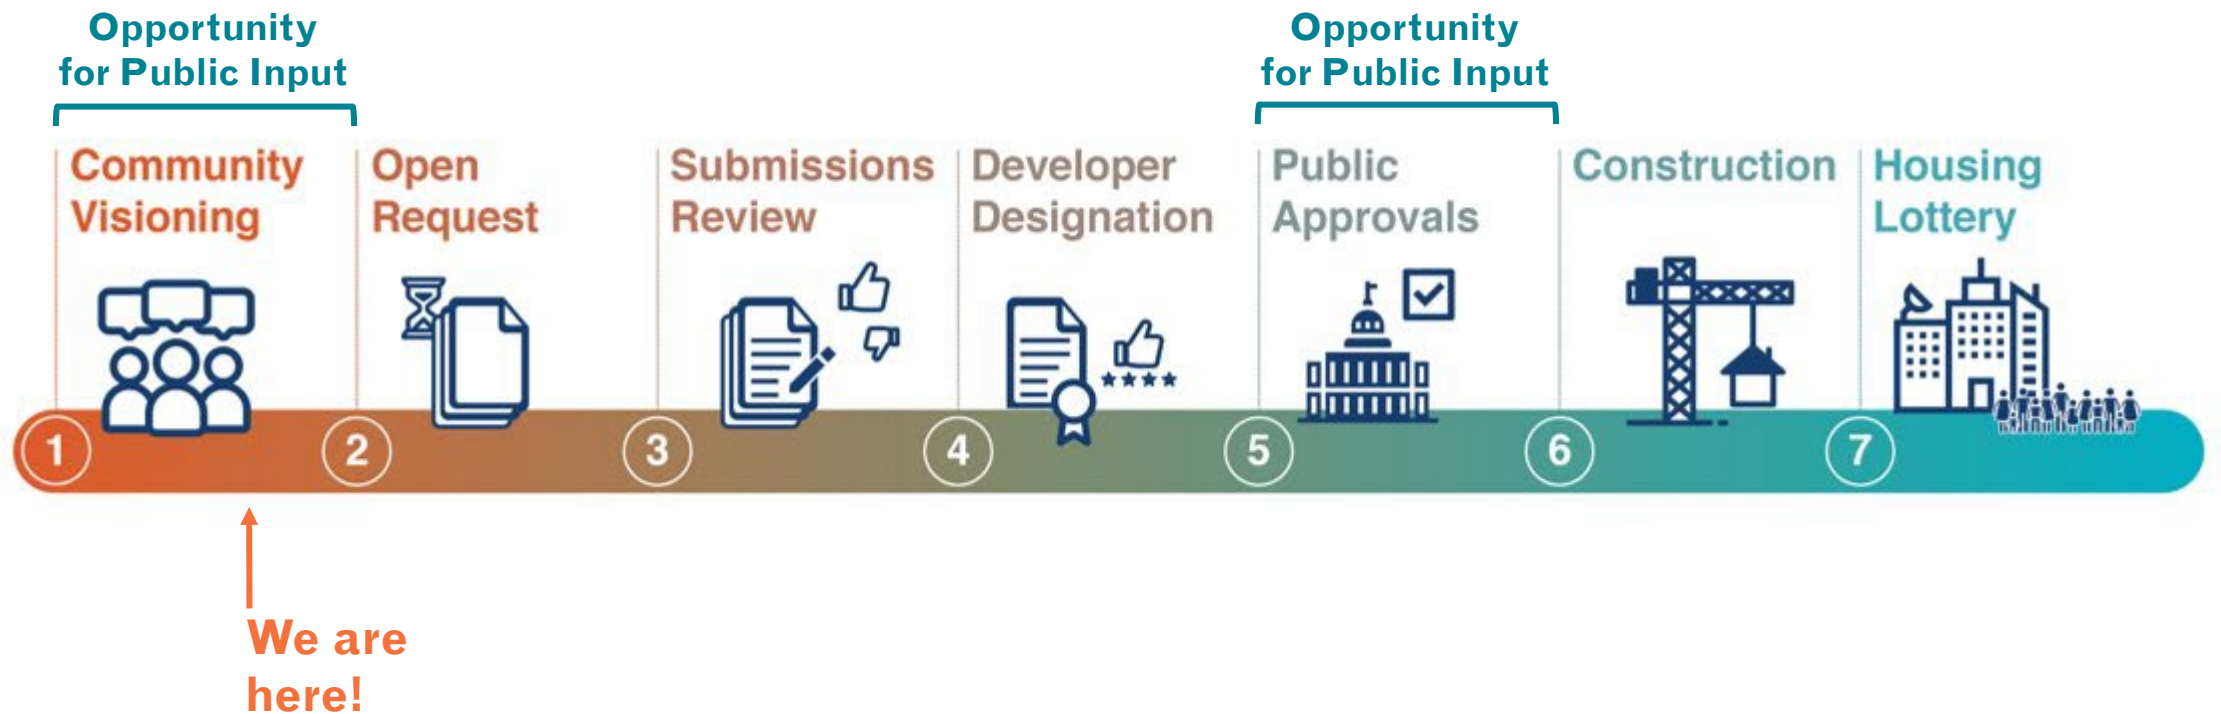 Opportunity
for Public Input
Opportunity
for Public Input
Community
Visioning
Open
Request
Submissions
Review
Developer
Designation
Public
Approvals
Construction
Housing
Lottery
1
2
3
4
5
6
7
We are
here!